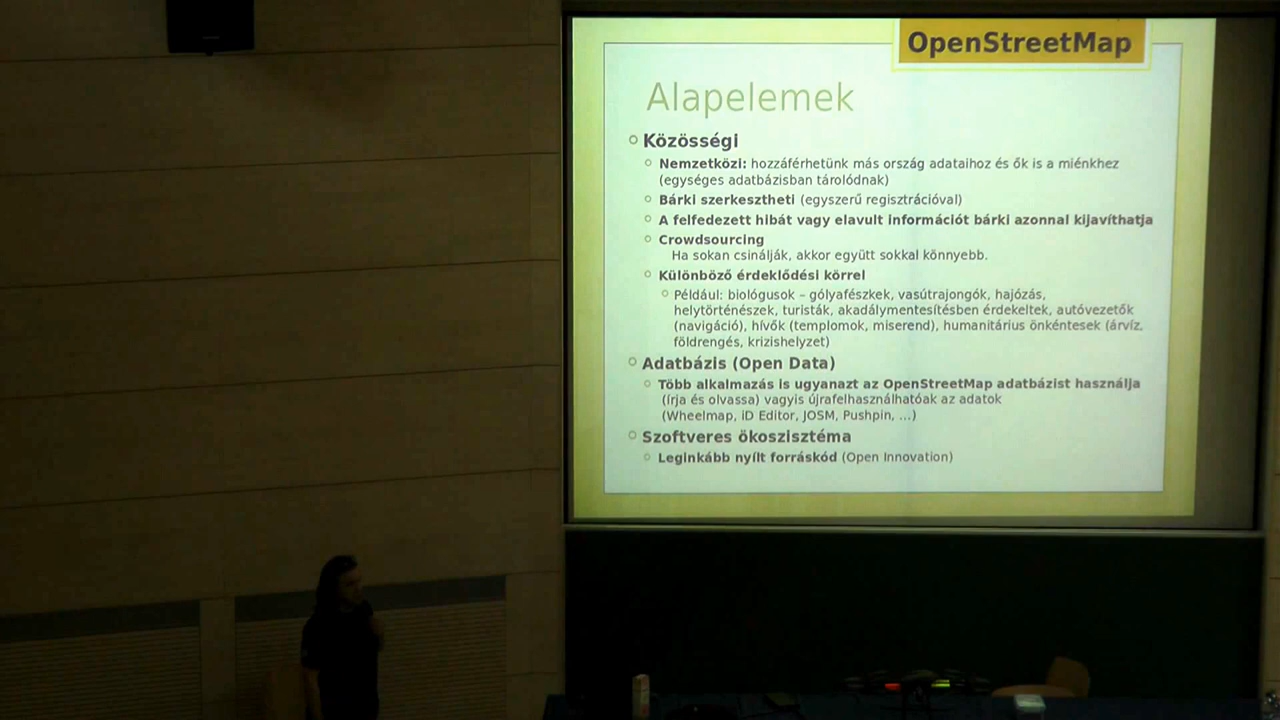 OpenStreetMap
Alapelemek
Közösségi
Nemzetközi: hozzáférhetünk más ország adataihoz és ők is a miénkhez
(egységes adatbázisban tárolódnak)
Bárki szerkesztheti (egyszerű regisztrációval)
A felfedezett hibát vagy elavult információt bárki azonnal kijavíthatja
Crowdsourcing
Ha sokan csinálják, akkor együtt sokkal könnyebb.
Különböző érdeklődési körrel
Például: biológusok – gólyafészkek, vasútrajongók, hajózás,
helytörténészek, turisták, akadálymentesítésben érdekeltek, autóvezetők
(navigáció), hívők (templomok, miserend), humanitárius önkéntesek (árvíz,
földrengés, krizishelyzet)
Adatbázis (Open Data)
Több alkalmazás is ugyanazt az OpenStreetMap adatbázist használja
(írja és olvassa) vagyis újrafelhasználhatóak az adatok
(Wheelmap, iD Editor, JOSM, Pushpin, ...)
Szoftveres ökoszisztéma
Leginkább nyílt forráskód (Open Innovation)